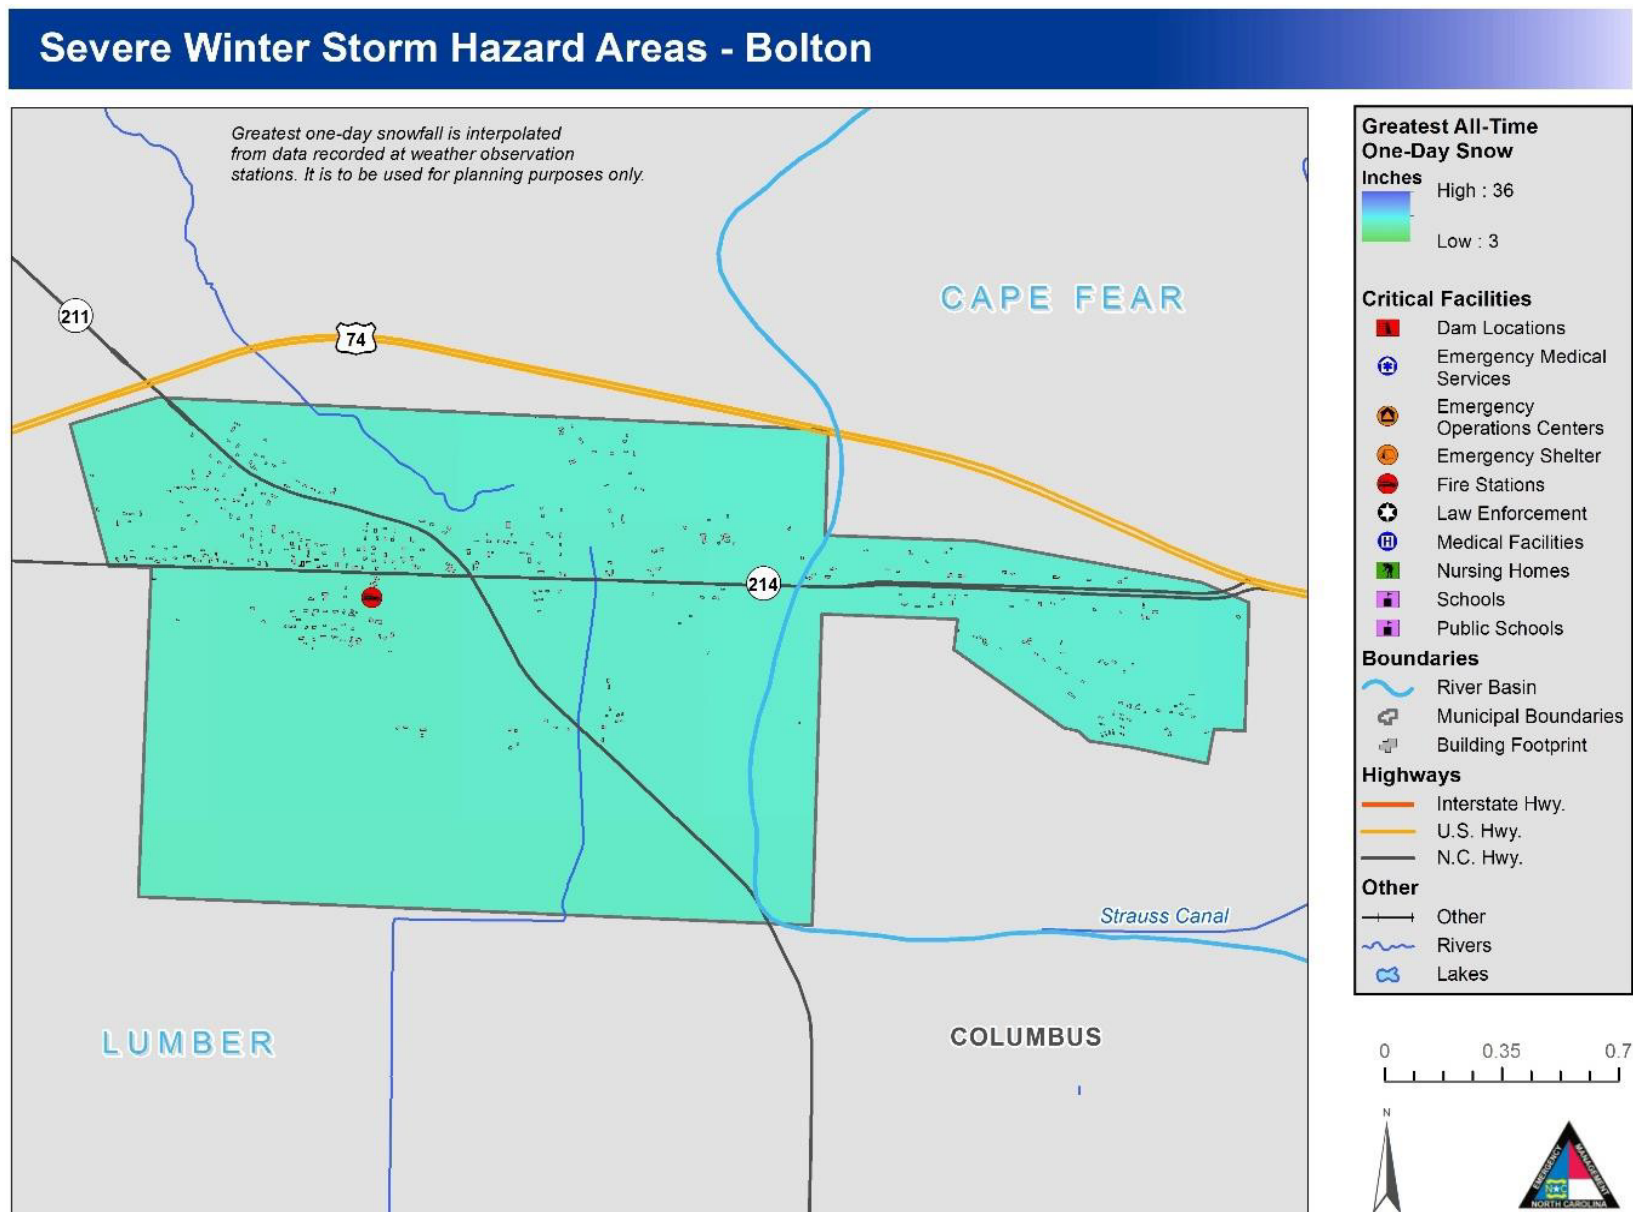 Severe Winter Storm Hazard Areas - Bolton
Greatest one-day snowfall is interpolated
from data recorded at weather observation
stations. It is to be used for planning purposes only.
CAPE FEAR
211
74
214
Strauss Canal
LUMBER
COLUMBUS
Greatest All-Time
One-Day Snow
Inches
High : 36
Low : 3
Critical Facilities
Dam Locations
Emergency Medical
Services
Emergency
Operations Centers
Emergency Shelter
Fire Stations
Law Enforcement
H
Medical Facilities
Nursing Homes
Schools
Public Schools
Boundaries
River Basin
Municipal Boundaries
Building Footprint
Highways
Interstate Hwy.
U.S. Hwy.
N.C. Hwy.
Other
Other
Rivers
Lakes
0 0.35 0.7
N
EMERGENCY
MANAGEMENT
N★C
NORTH CAROLINA